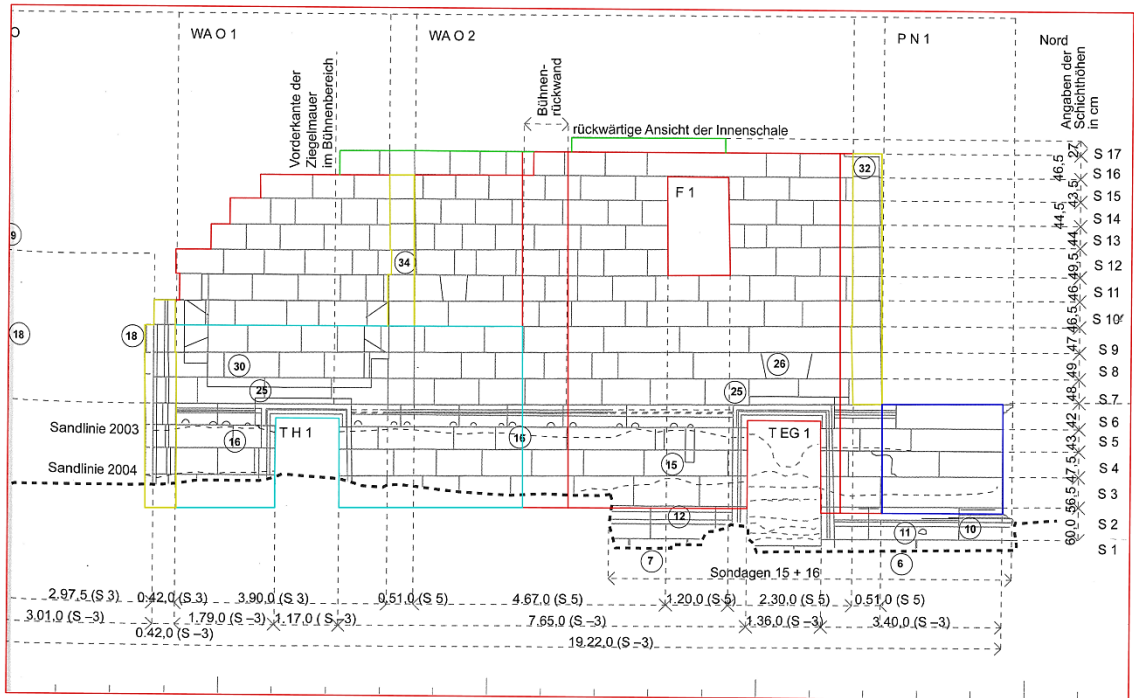 O
WA O 1
WA O 2
P N 1
Nord
Vorderkante der
Ziegelmauer
im Bühnenbereich
Bühnen-
rückwand
rückwärtige Ansicht der Innenschale
Angaben der
Schichthöhen
in cm
27
S 17
46,5
S 16
43,5
S 15
44,5
S 14
44
S 13
49,5
S 12
46
S 11
46,5
S 10
47
S 9
48
S 8
49
S 7
42
S 6
43
S 5
47,5
S 4
56,5
S 3
60,0
S 2
S 1
32
F 1
9
34
18
18
30
26
25
25
Sandlinie 2003
16
T H 1
16
T EG 1
15
Sandlinie 2004
12
11
10
7
6
Sondagen 15 + 16
2.97,5 (S 3)
0.42,0 (S 3)
3.90,0 (S 3)
0.51,0 (S 5)
4.67,0 (S 5)
1.20,0 (S 5)
2.30,0 (S 5)
0.51,0 (S 5)
3.01,0 (S –3)
1.79,0 (S –3)
1.17,0 ( S –3)
7.65,0 (S –3)
1.36,0 (S –3)
3.40,0 (S –3)
0.42,0 (S –3)
19.22,0 (S –3)